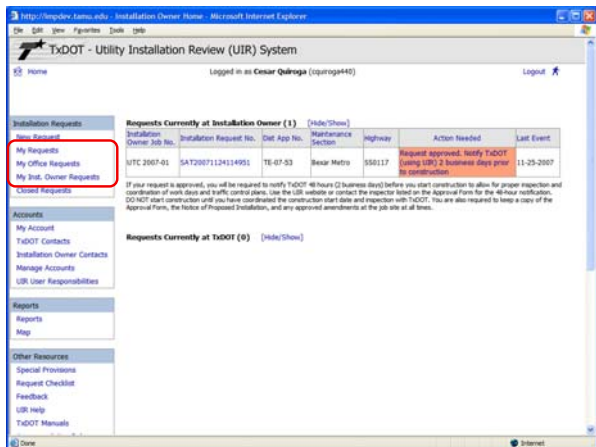 http://impdev.tamu.edu - Installation Owner Home - Microsoft Internet Explorer
File Edit View Favorites Tools Help
TxDOT - Utility Installation Review (UIR) System
Home Logged in as Cesar Quiroga (cquiroga440) Logout
Installation Requests
New Request
My Requests
My Office Requests
My Inst. Owner Requests
Closed Requests
Accounts
My Account
TxDOT Contacts
Installation Owner Contacts
Manage Accounts
UIR User Responsibilities
Reports
Reports
Map
Other Resources
Special Provisions
Request Checklist
Feedback
UIR Help
TxDOT Manuals
Requests Currently at Installation Owner (1) [Hide/Show]
Installation Owner Job No. Installation Request No. Dist App No. Maintenance Section Highway Action Needed Last Event
UTC 2007-01 SAT20071124114951 TE-07-53 Bexar Metro SS0117 Request approved. Notify TxDOT (using UIR) 2 business days prior to construction 11-25-2007
If your request is approved, you will be required to notify TxDOT 48 hours (2 business days) before you start construction to allow for proper inspection and
coordination of work days and traffic control plans. Use the UIR website or contact the inspector listed on the Approval Form for the 48-hour notification.
DO NOT start construction until you have coordinated the construction start date and inspection with TxDOT. You are also required to keep a copy of the
Approval Form, the Notice of Proposed Installation, and any approved amendments at the job site at all times.
Requests Currently at TxDOT (0) [Hide/Show]
Done Internet